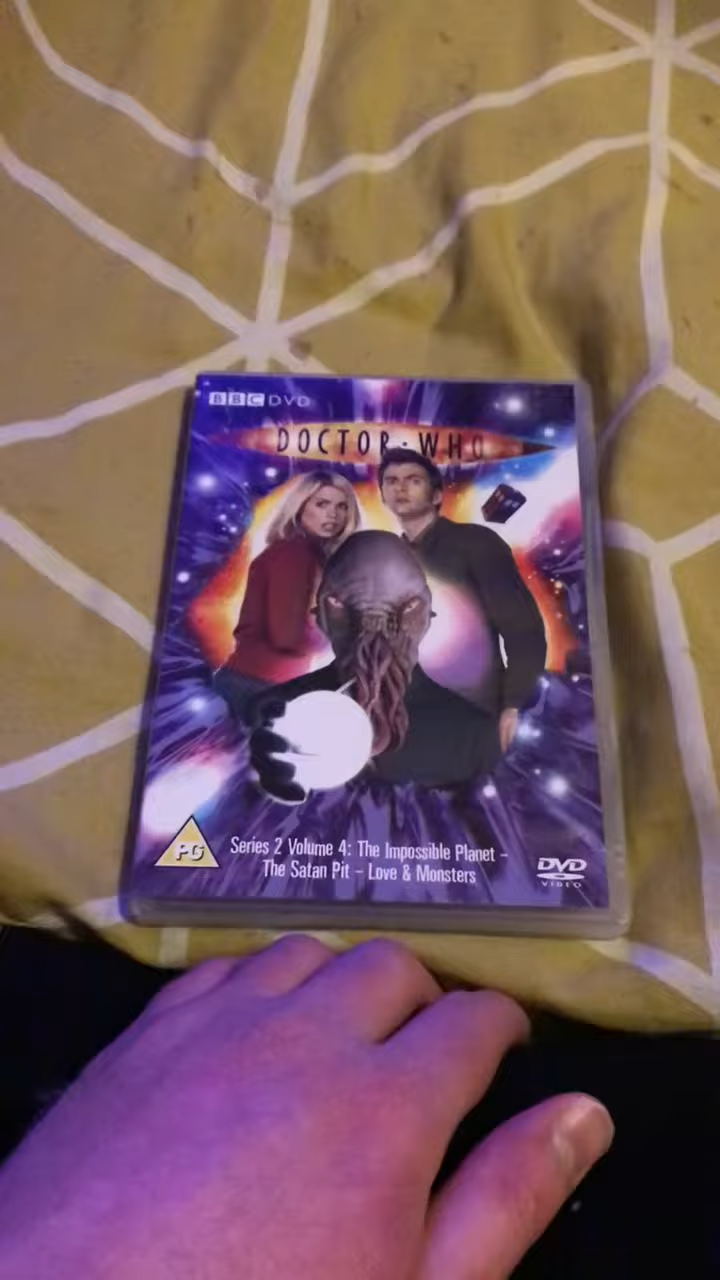 BBC DVD
DOCTOR·WHO
PG
Series 2 Volume 4: The Impossible Planet –
The Satan Pit – Love & Monsters
DVD
VIDEO